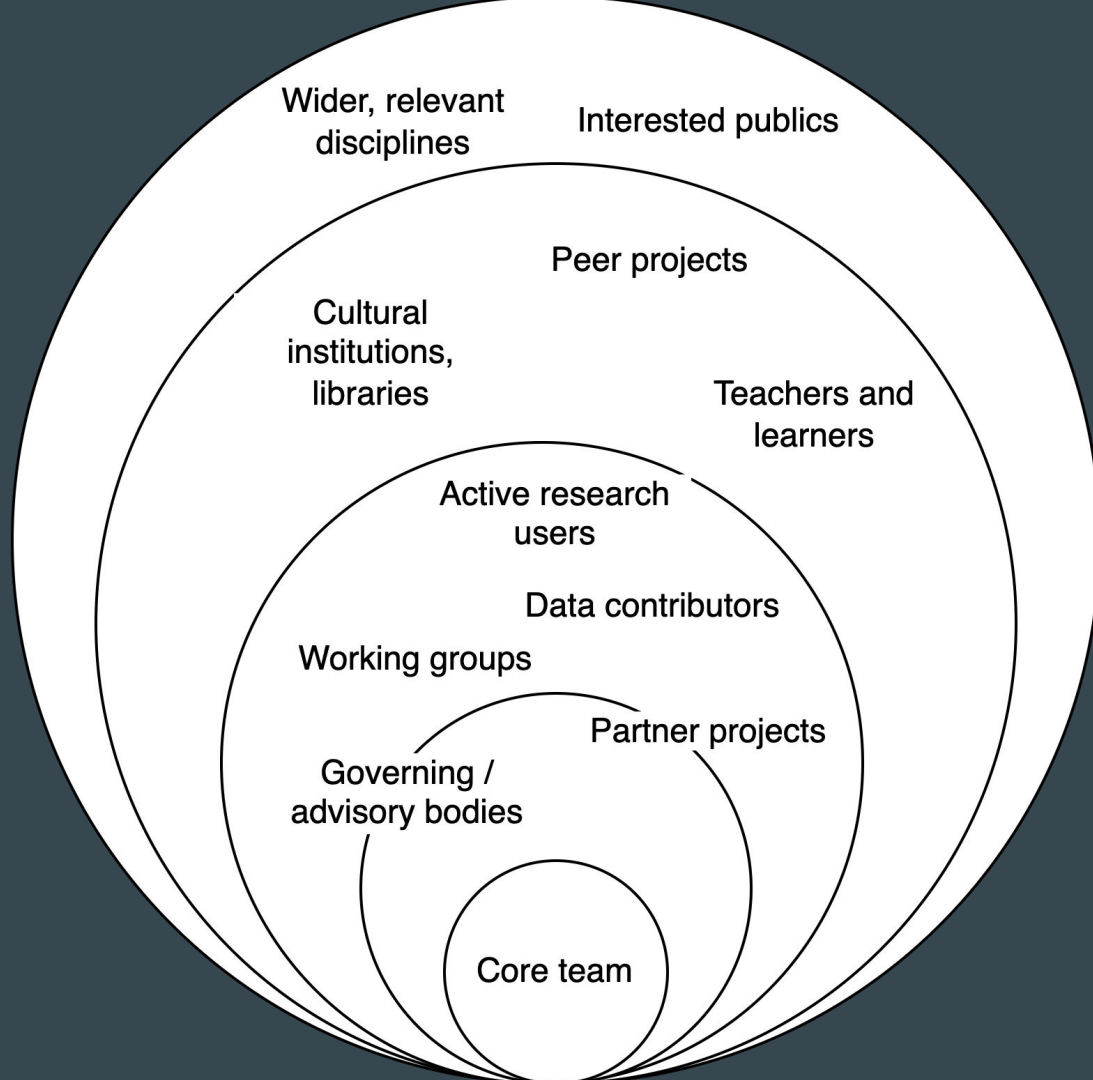 Wider, relevant
disciplines
Interested publics
Peer projects
Cultural
institutions,
libraries
Teachers and
learners
Active research
users
Data contributors
Working groups
Partner projects
Governing /
advisory bodies
Core team